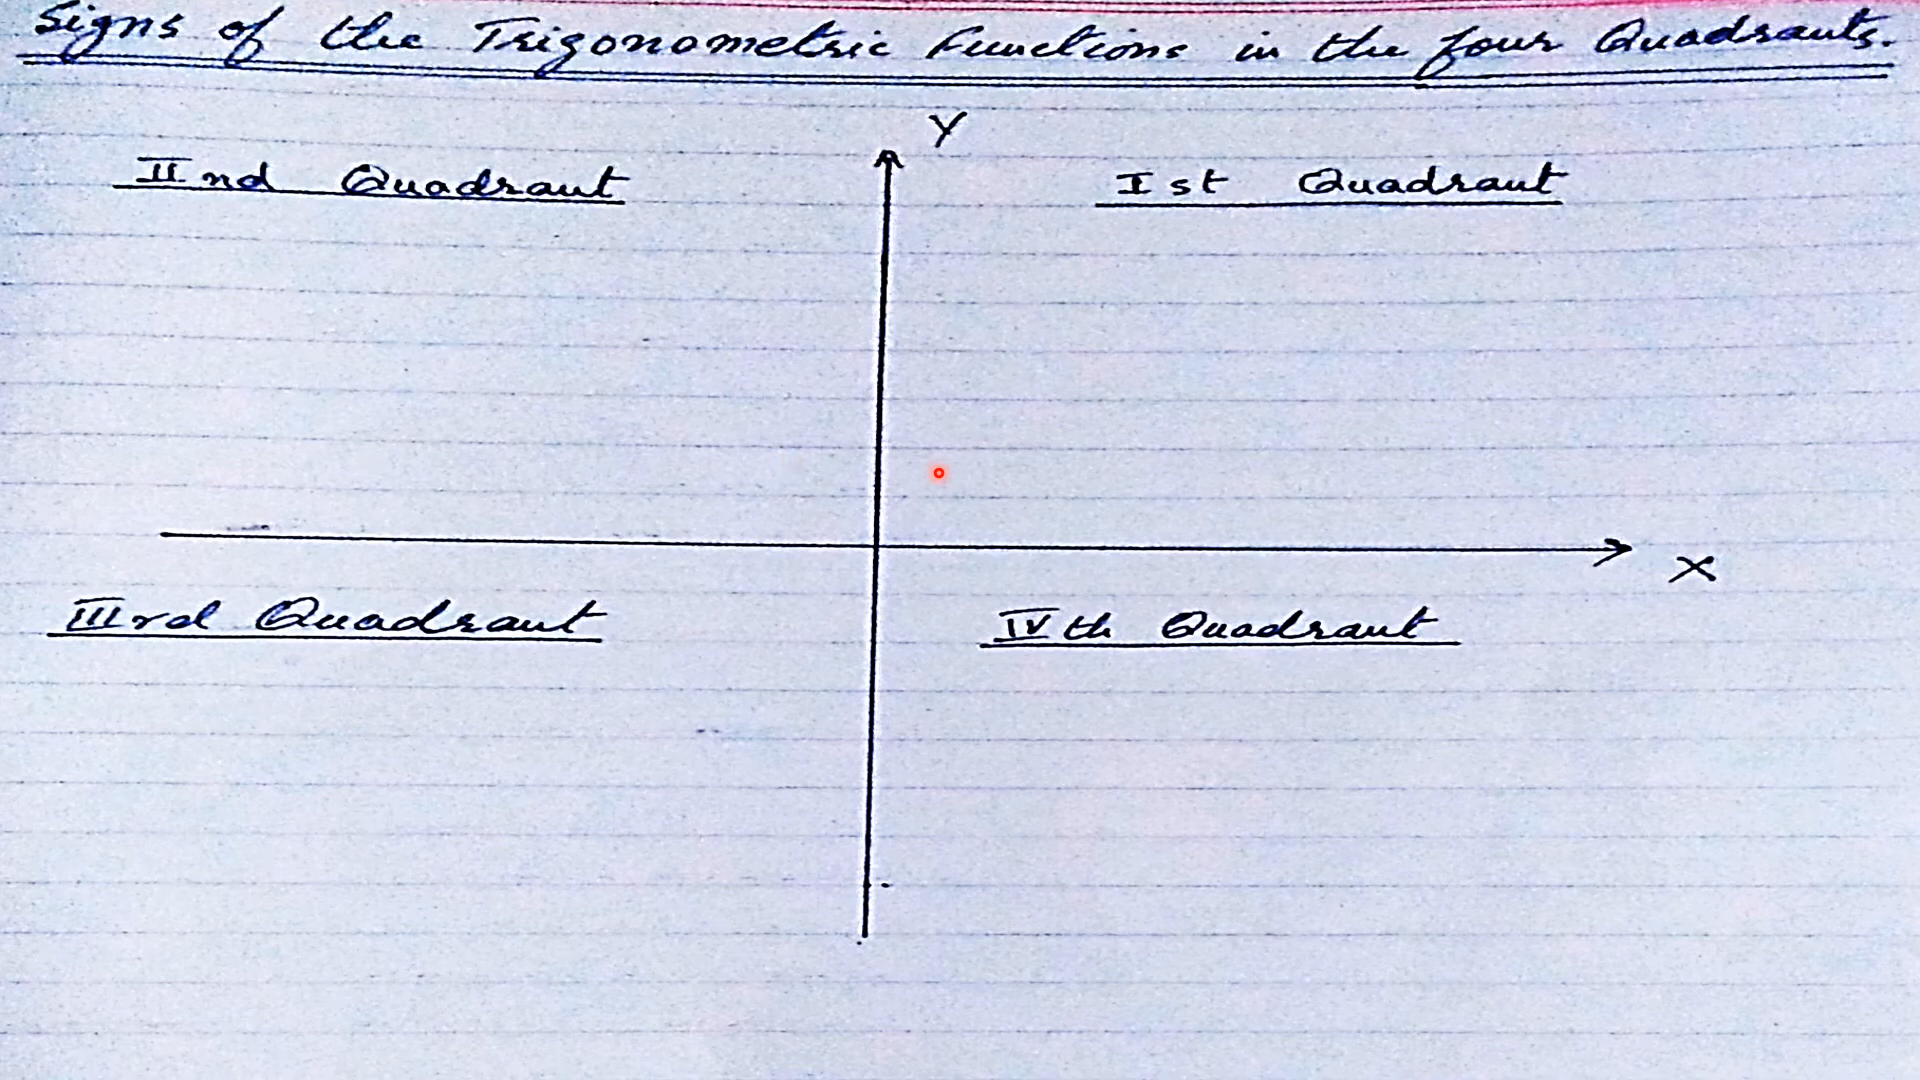 Signs of the Trigonometric Functions in the four Quadrants.
Y
IInd Quadrant
Ist Quadrant
X
IIIrd Quadrant
IVth Quadrant